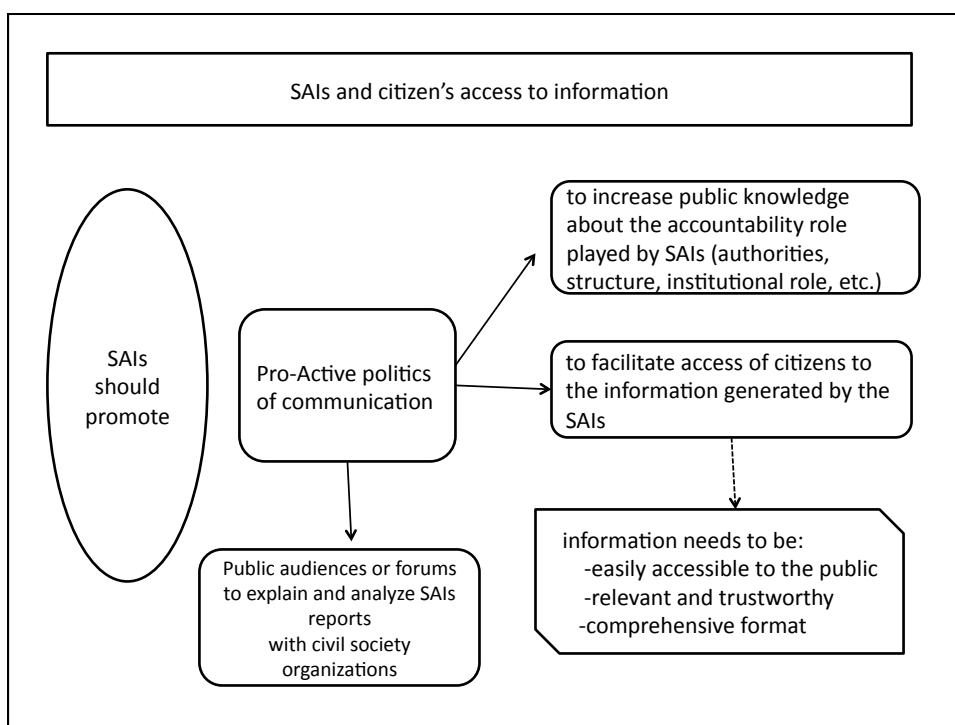 SAIs and citizen's access to information
to increase public knowledge
about the accountability role
played by SAIs (authorities,
structure, institutional role, etc.)
SAIs
should
promote
Pro-Active politics
of communication
to facilitate access of citizens to
the information generated by the
SAIs
Public audiences or forums
to explain and analyze SAIs
reports
with civil society
organizations
information needs to be:
-easily accessible to the public
-relevant and trustworthy
-comprehensive format